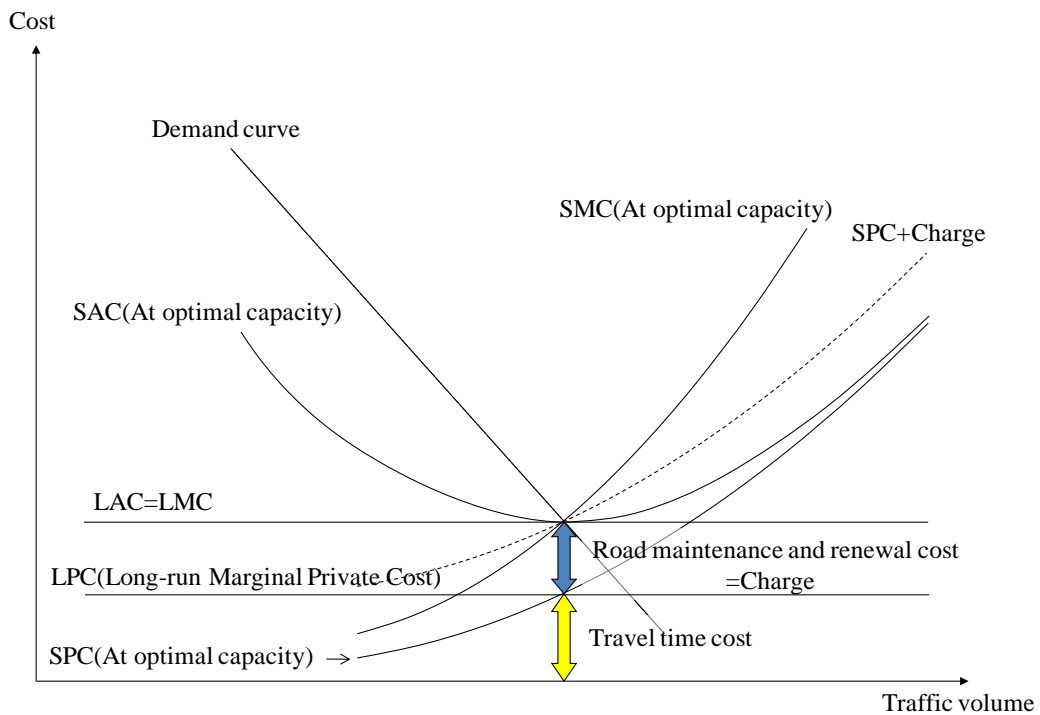 Cost
Demand curve
SMC(At optimal capacity)
SPC+Charge
SAC(At optimal capacity)
LAC=LMC
Road maintenance and renewal cost
=Charge
LPC(Long-run Marginal Private Cost)
Travel time cost
SPC(At optimal capacity)
Traffic volume